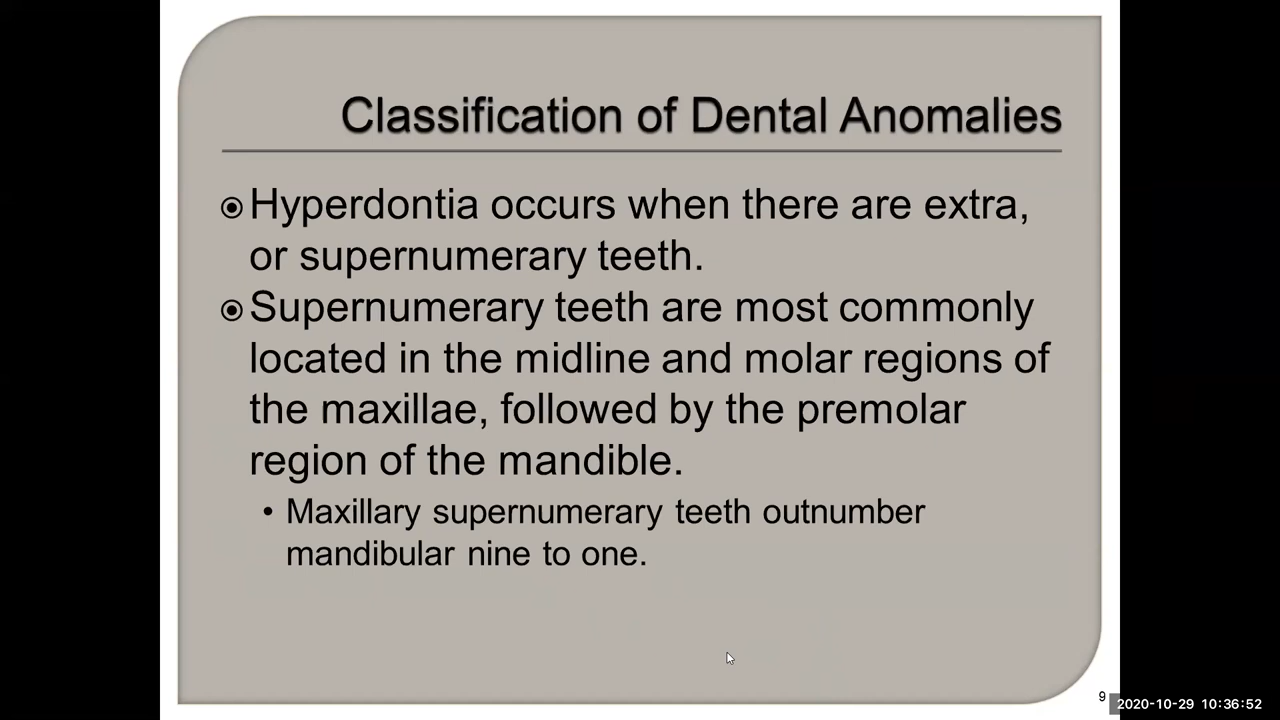 Classification of Dental Anomalies
Hyperdontia occurs when there are extra,
or supernumerary teeth.
Supernumerary teeth are most commonly
located in the midline and molar regions of
the maxillae, followed by the premolar
region of the mandible.
• Maxillary supernumerary teeth outnumber
mandibular nine to one.
9
2020-10-29 10:36:52